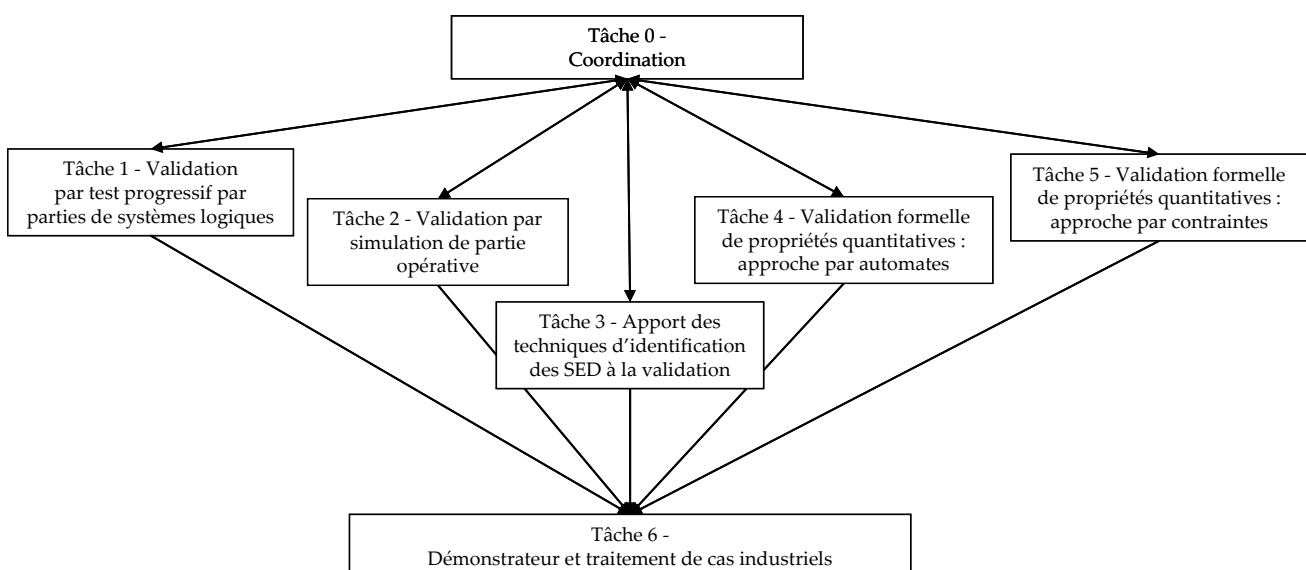 Tâche 0 -
Coordination
Tâche 1 - Validation
par test progressif par
parties de systèmes logiques
Tâche 2 - Validation par
simulation de partie
opérative
Tâche 3 - Apport des
techniques d’identification
des SED à la validation
Tâche 4 - Validation formelle
de propriétés quantitatives :
approche par automates
Tâche 5 - Validation formelle
de propriétés quantitatives :
approche par contraintes
Tâche 6 -
Démonstrateur et traitement de cas industriels